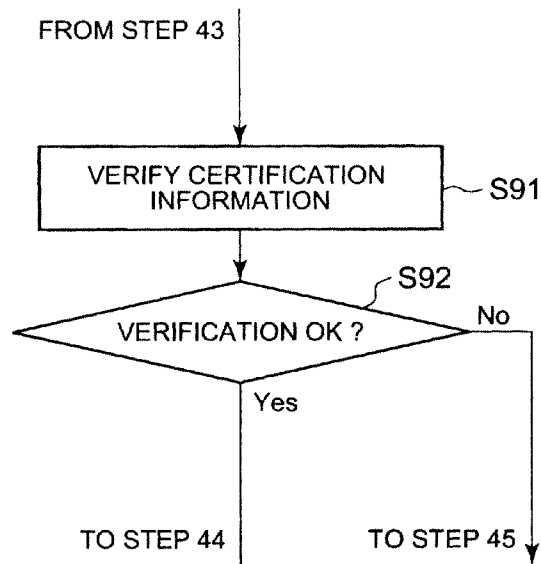 FROM STEP 43
VERIFY CERTIFICATION
INFORMATION
S91
S92
VERIFICATION OK ?
No
Yes
TO STEP 44
TO STEP 45